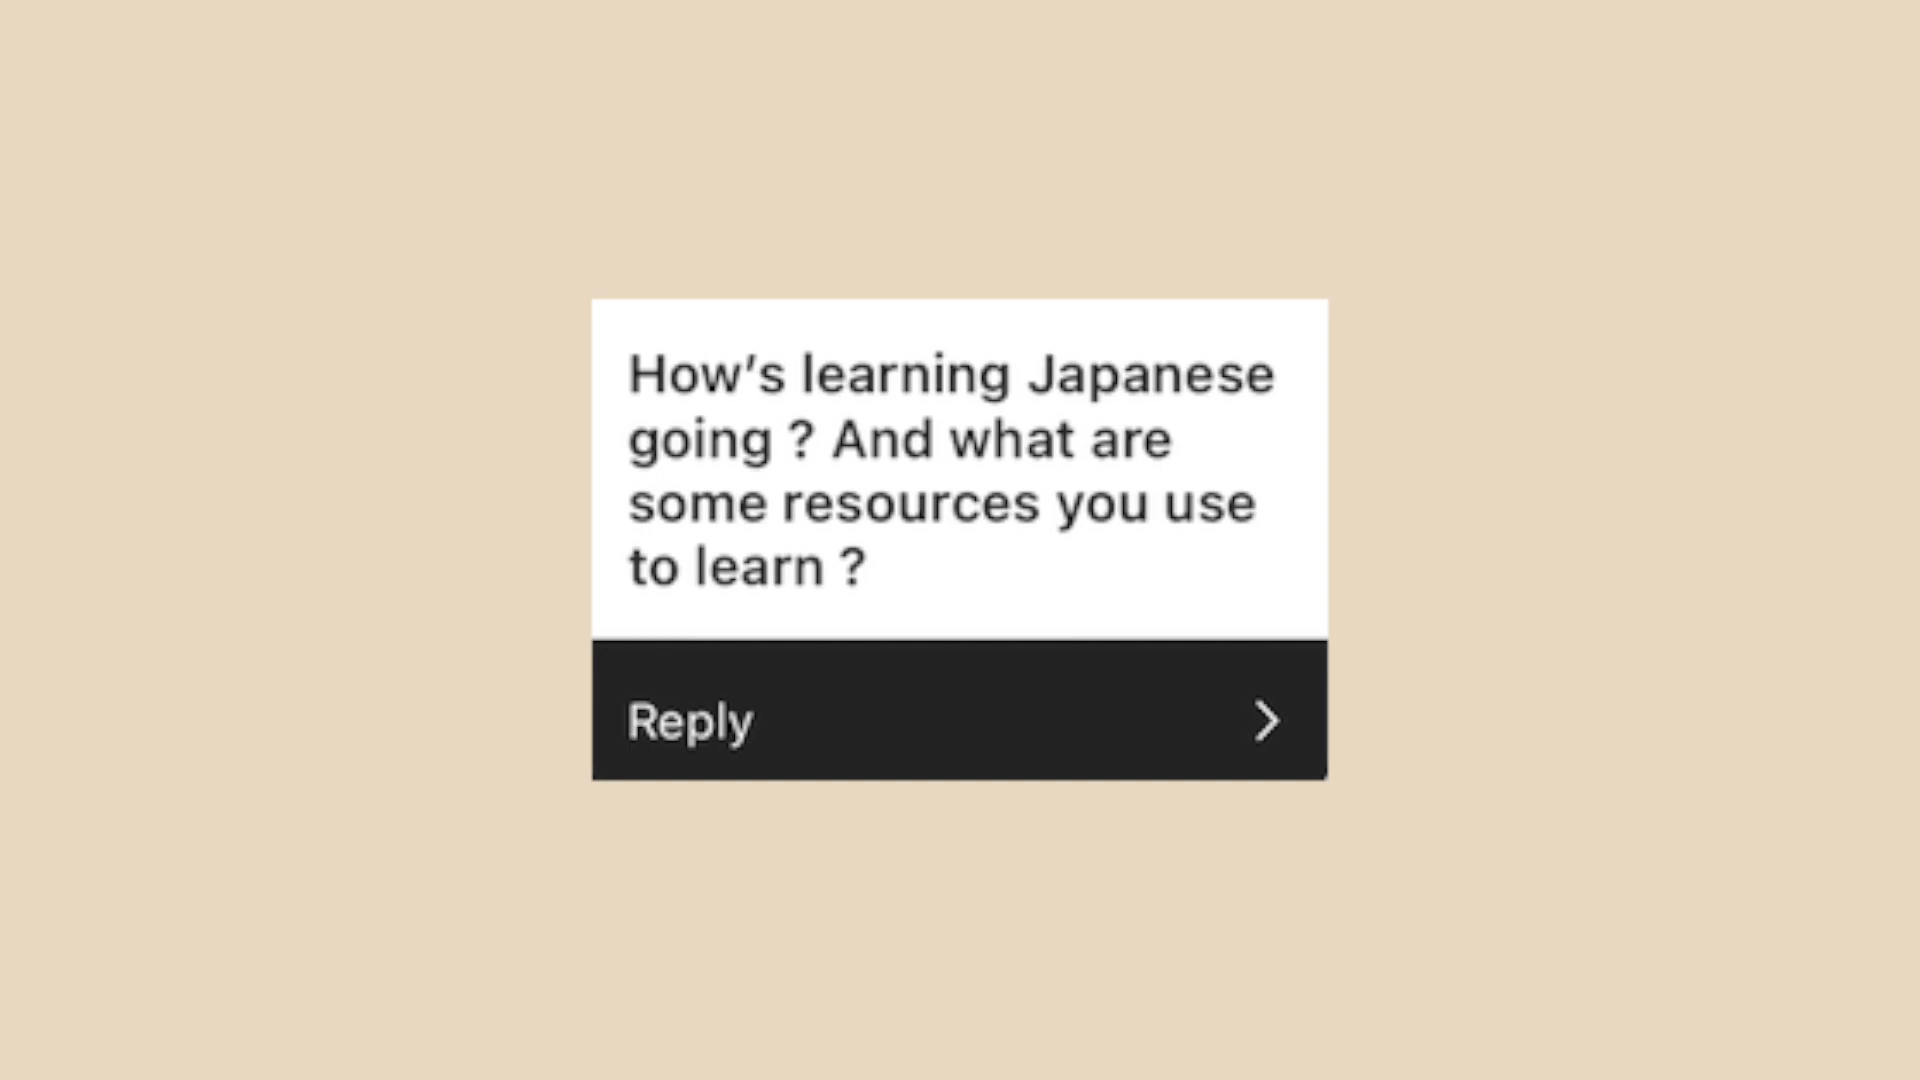 How’s learning Japanese
going ? And what are
some resources you use
to learn ?
Reply